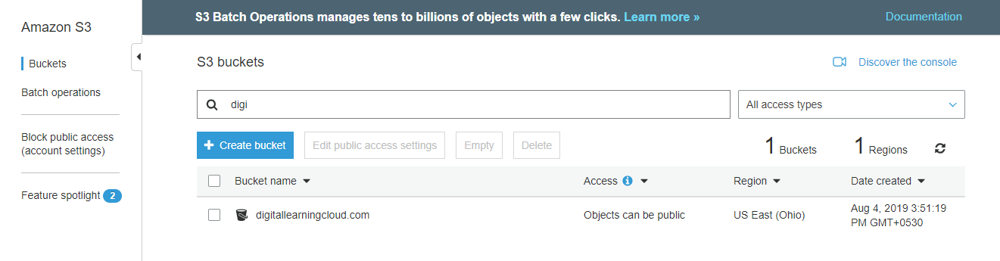 Amazon S3
Buckets
Batch operations
Block public access
(account settings)
Feature spotlight 2
S3 Batch Operations manages tens to billions of objects with a few clicks. Learn more » Documentation
S3 buckets Discover the console
digi All access types
Create bucket Edit public access settings Empty Delete 1 Buckets 1 Regions
Bucket name Access Region Date created
digitallearningcloud.com Objects can be public US East (Ohio) Aug 4, 2019 3:51:19
PM GMT+0530